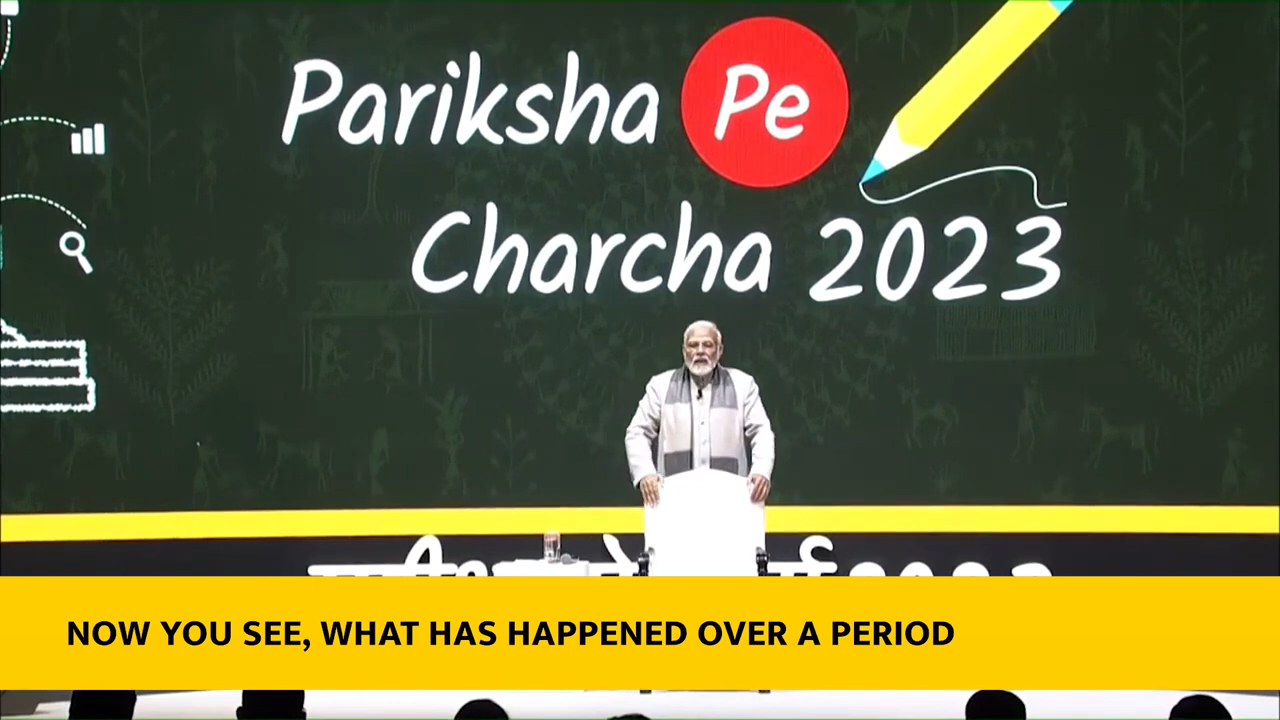 Pariksha Pe
Charcha 2023
NOW YOU SEE, WHAT HAS HAPPENED OVER A PERIOD